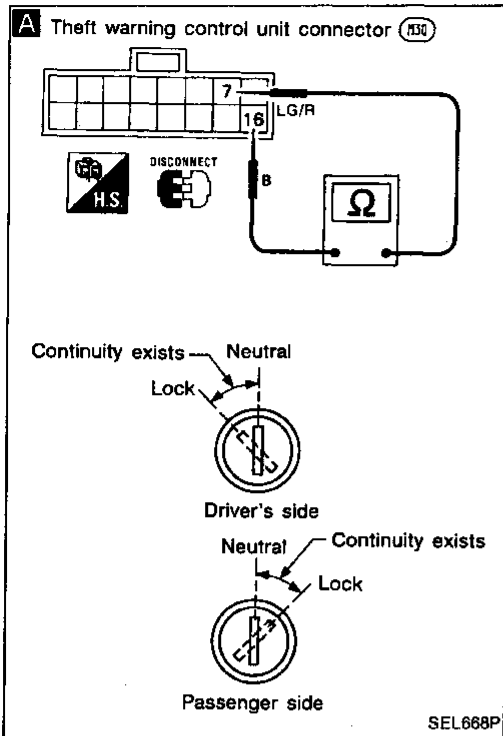 A Theft warning control unit connector M30
7
LG/R
16
DISCONNECT
H.S.
B
Ω
Continuity exists
Neutral
Lock
Driver's side
Neutral
Continuity exists
Lock
Passenger side
SEL668P